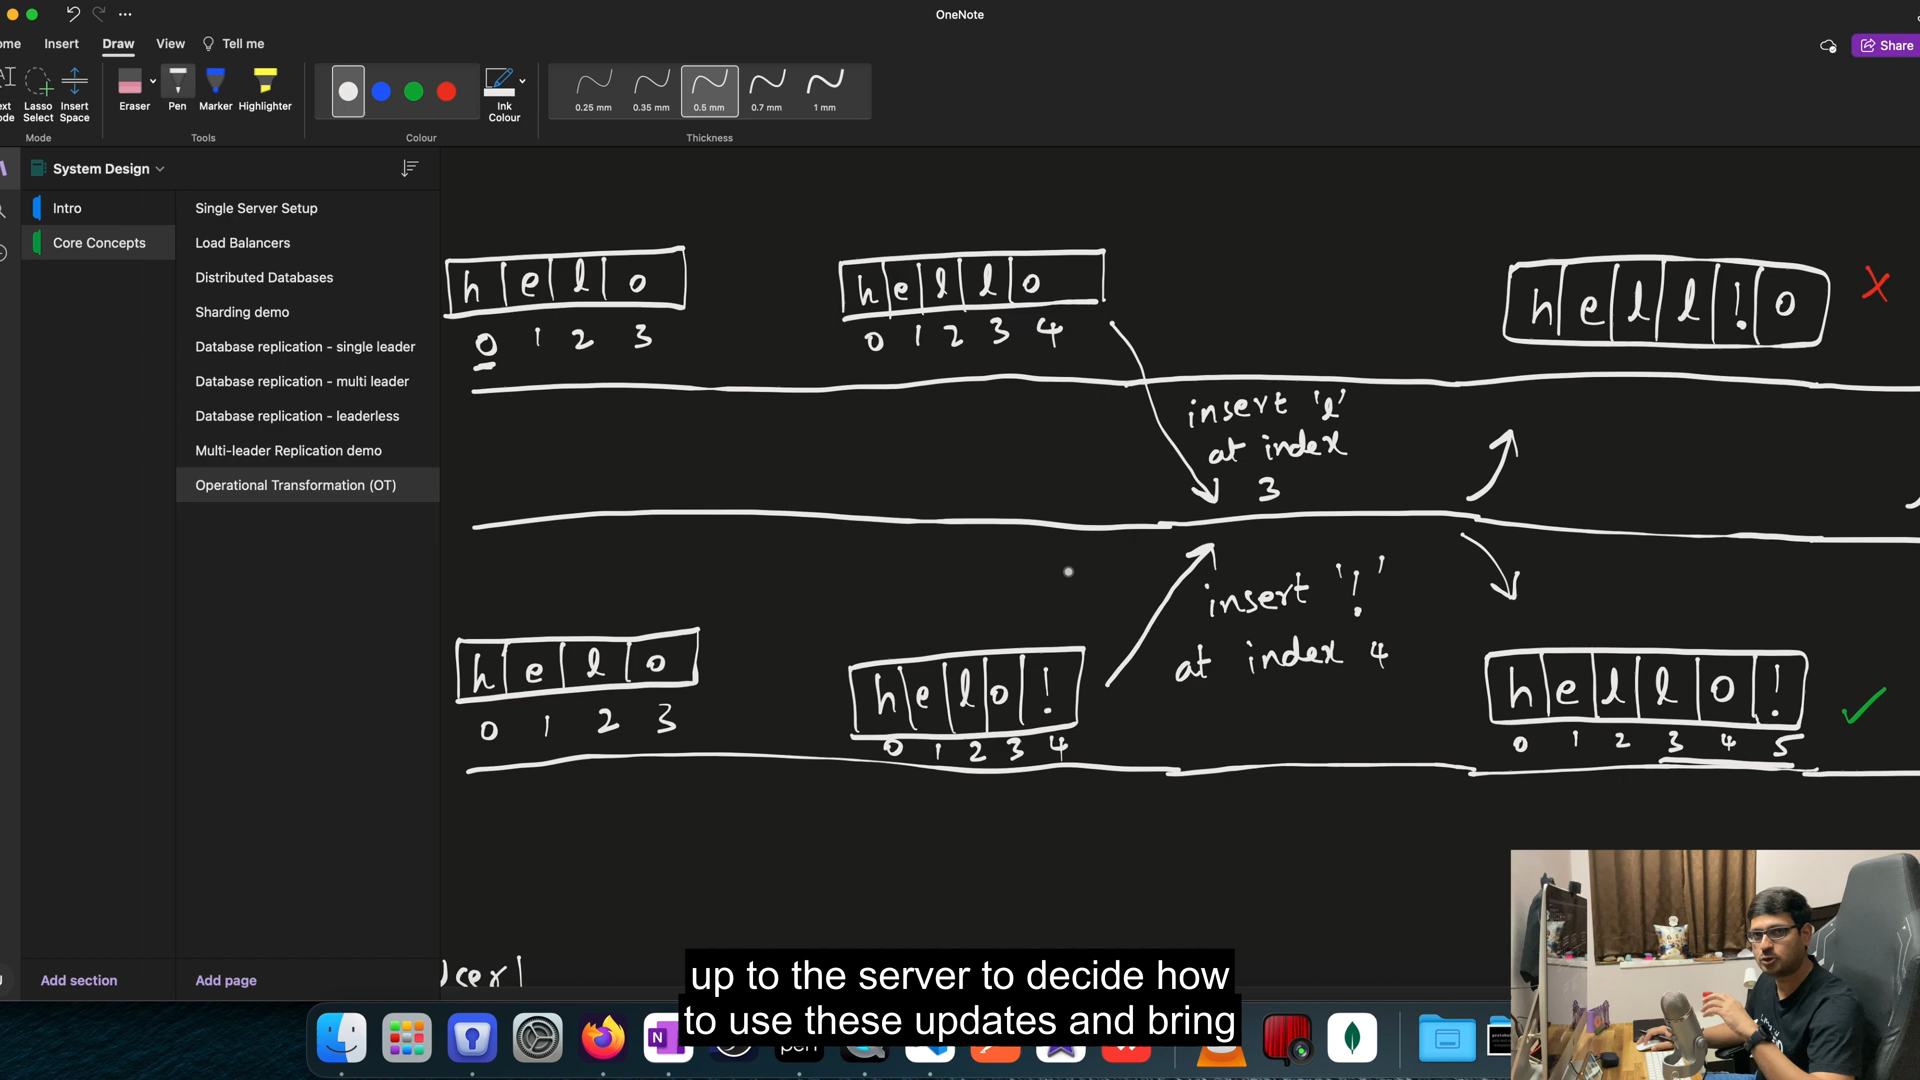 OneNote
ome Insert Draw View Tell me
Share
Lasso Select
Insert Space
Eraser
Pen
Marker
Highlighter
Ink Colour
0.25 mm
0.35 mm
0.5 mm
0.7 mm
1 mm
Mode
Tools
Colour
Thickness
System Design
Intro
Core Concepts
Single Server Setup
Load Balancers
Distributed Databases
Sharding demo
Database replication - single leader
Database replication - multi leader
Database replication - leaderless
Multi-leader Replication demo
Operational Transformation (OT)
h e l o
0 1 2 3
h e l l o
0 1 2 3 4
h e l l ! o
X
insert 'l'
at index
3
insert '!'
at index 4
h e l o
0 1 2 3
h e l o !
0 1 2 3 4
h e l l o !
0 1 2 3 4 5
Add section
Add page
up to the server to decide how
to use these updates and bring